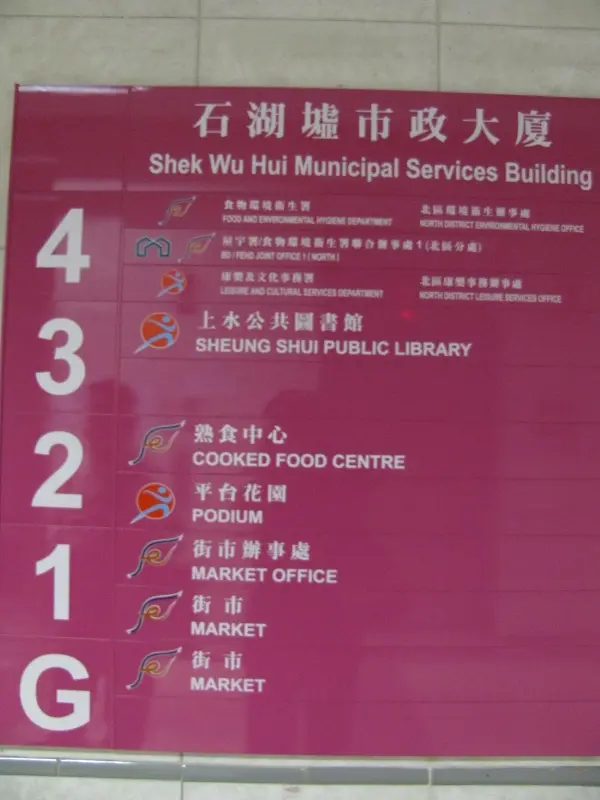 石湖墟市政大廈
Shek Wu Hui Municipal Services Building
4
食物環境衞生署
FOOD AND ENVIRONMENTAL HYGIENE DEPARTMENT
北區環境衞生辦事處
NORTH DISTRICT ENVIRONMENTAL HYGIENE OFFICE
屋宇署/食物環境衞生署聯合辦事處1(北區分處)
BD / FEHD JOINT OFFICE 1 ( NORTH )
康樂及文化事務署
LEISURE AND CULTURAL SERVICES DEPARTMENT
北區康樂事務辦事處
NORTH DISTRICT LEISURE SERVICES OFFICE
3
上水公共圖書館
SHEUNG SHUI PUBLIC LIBRARY
2
熟食中心
COOKED FOOD CENTRE
平台花園
PODIUM
1
街市辦事處
MARKET OFFICE
街市
MARKET
G
街市
MARKET